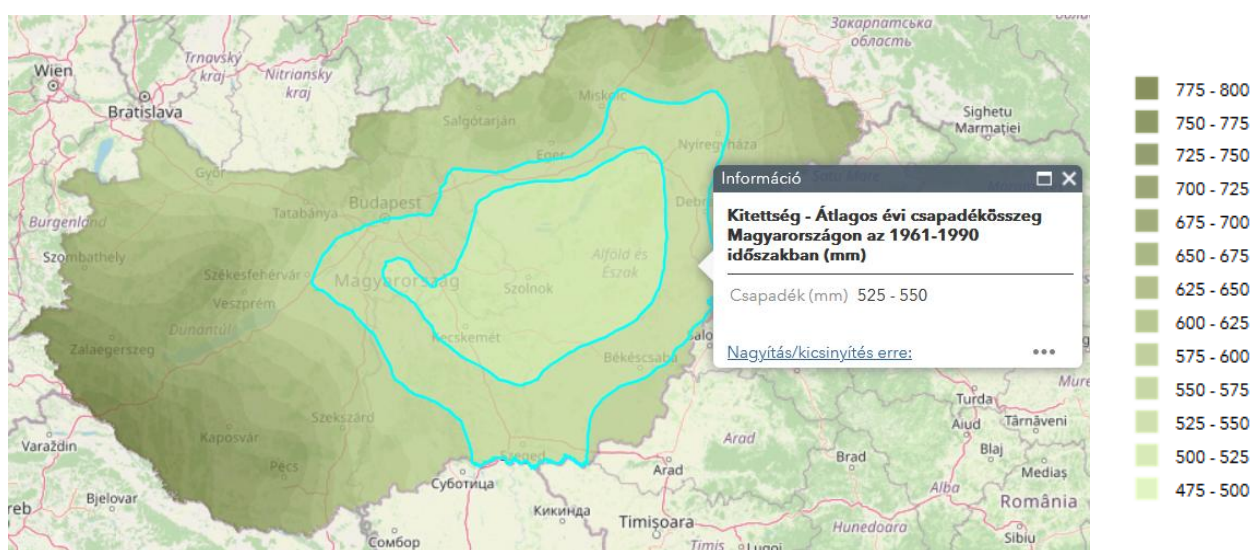 Закарпатська
область
Trnavský
kraj
Nitriansky
kraj
Wien
Bratislava
Miskolc
Sighetu
Marmației
Salgótarján
Nyíregyháza
Eger
Győr
Satu Mare
Tatabánya
Budapest
Burgenland
Szombathely
Székesfehérvár
Magyarország
Alföld és
Észak
Szolnok
Veszprém
Dunántúl
Zalaegerszeg
Kecskemét
Békéscsaba
Szekszárd
Kaposvár
Pécs
Szeged
Varaždin
Bjelovar
Суботица
Сомбор
Кикинда
Arad
Arad
Timișoara
Timiș
Lugoj
Brad
Hunedoara
Alba
Turda
Aiud
Târnăveni
Blaj
Mediaș
România
Sibiu
Információ
Kitettség - Átlagos évi csapadékösszeg
Magyarországon az 1961-1990
időszakban (mm)
Csapadék (mm) 525 - 550
Nagyítás/kicsinyítés erre:
775 - 800
750 - 775
725 - 750
700 - 725
675 - 700
650 - 675
625 - 650
600 - 625
575 - 600
550 - 575
525 - 550
500 - 525
475 - 500